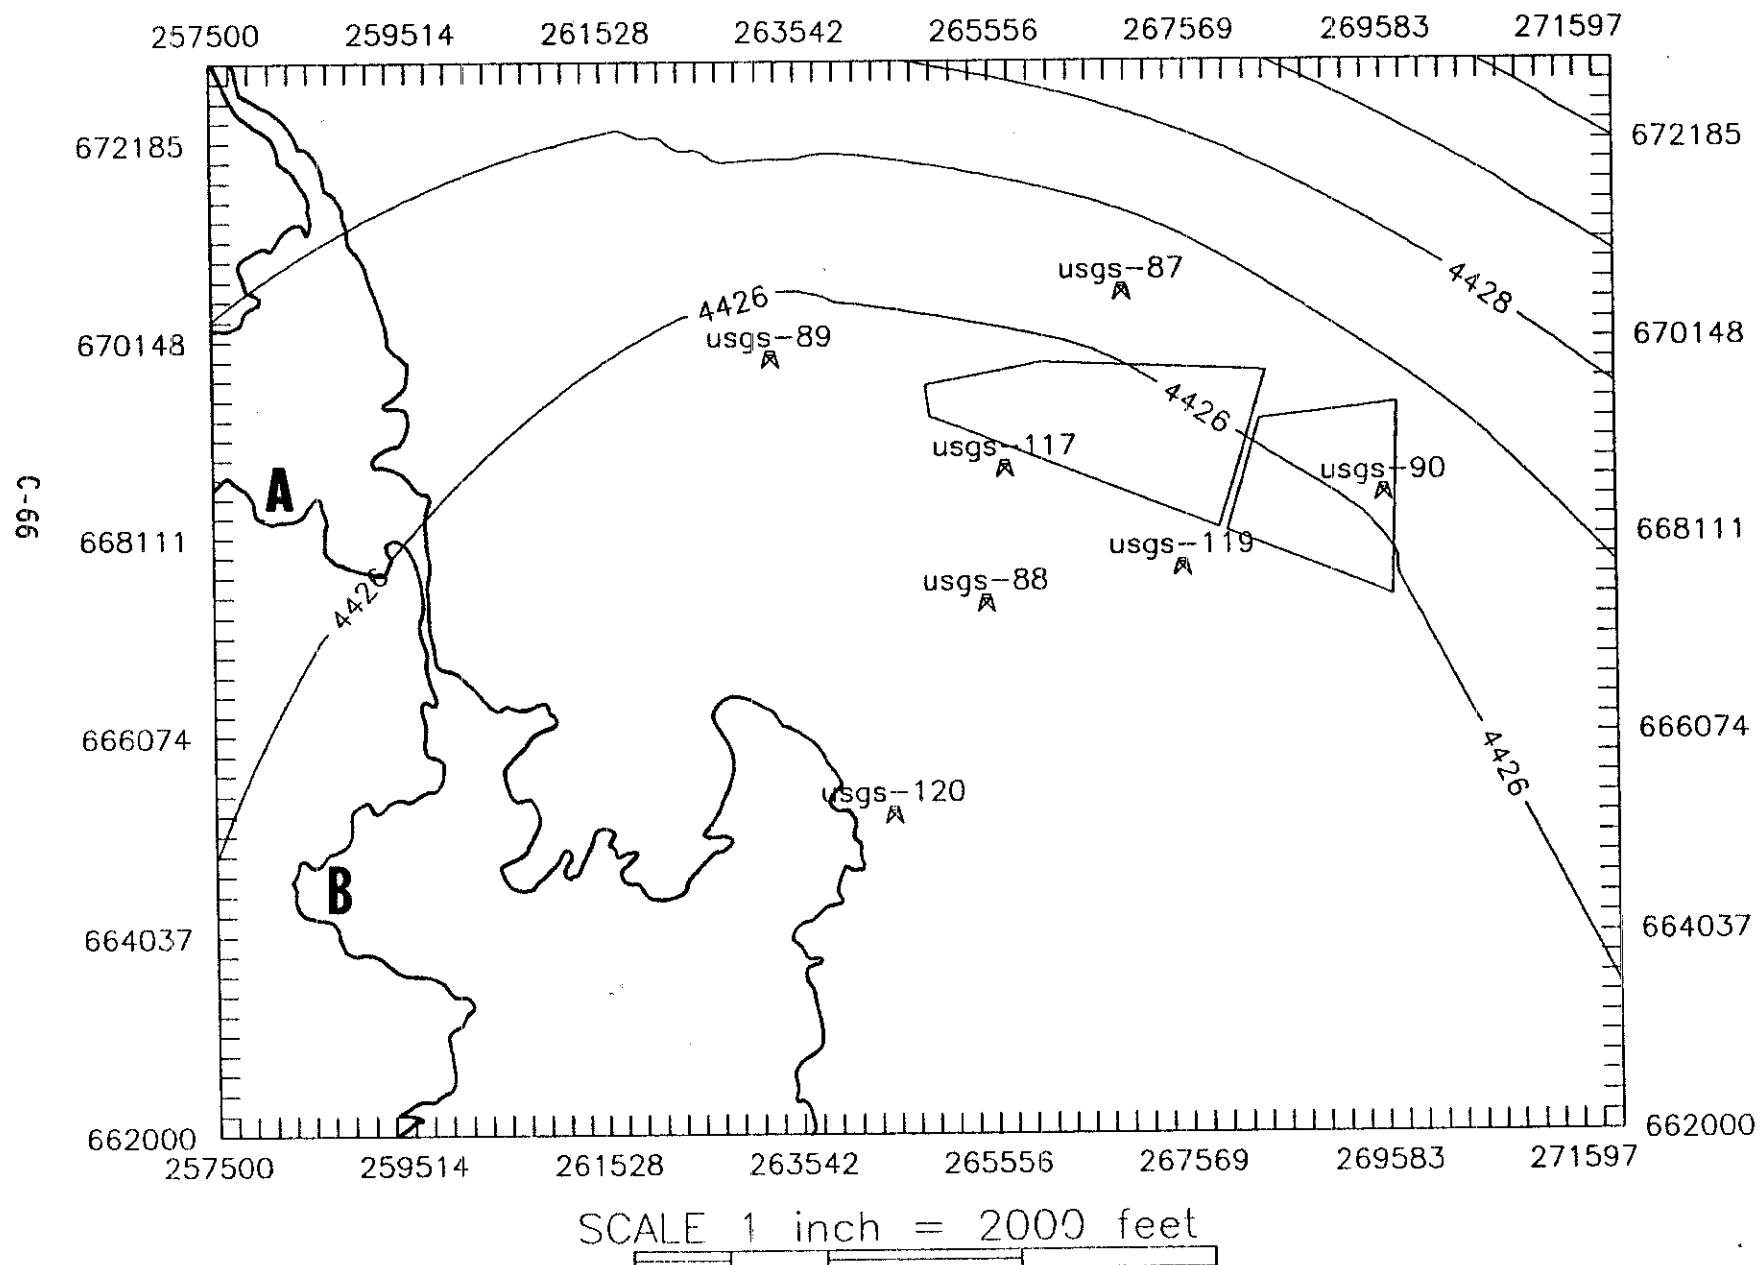 257500 259514 261528 263542 265556 267569 269583 271597
672185 672185
usgs-87
4428
4426
usgs-89
670148 670148
4426
usgs-117
usgs-90
A
C-66
668111 668111
usgs-119
4426
usgs-88
666074 666074
4426
usgs-120
B
664037 664037
662000 662000
257500 259514 261528 263542 265556 267569 269583 271597
SCALE 1 inch = 2000 feet